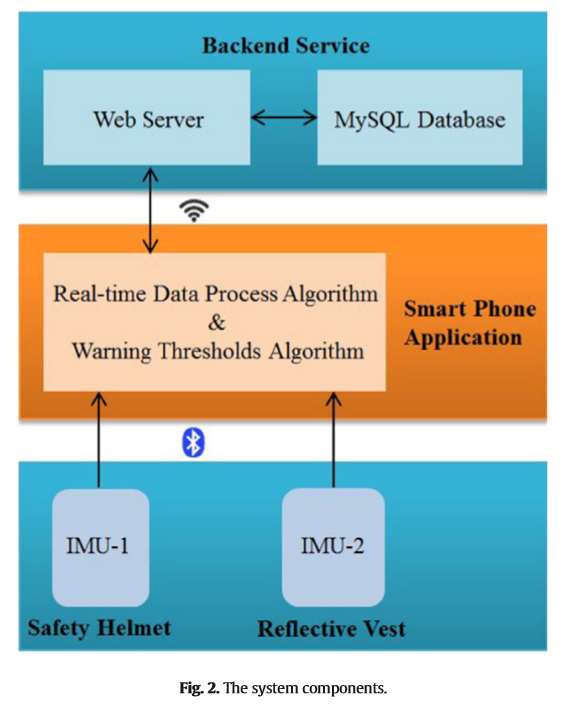 Backend Service
Web Server
MySQL Database
Real-time Data Process Algorithm
&
Warning Thresholds Algorithm
Smart Phone
Application
IMU-1
IMU-2
Safety Helmet
Reflective Vest
Fig. 2. The system components.